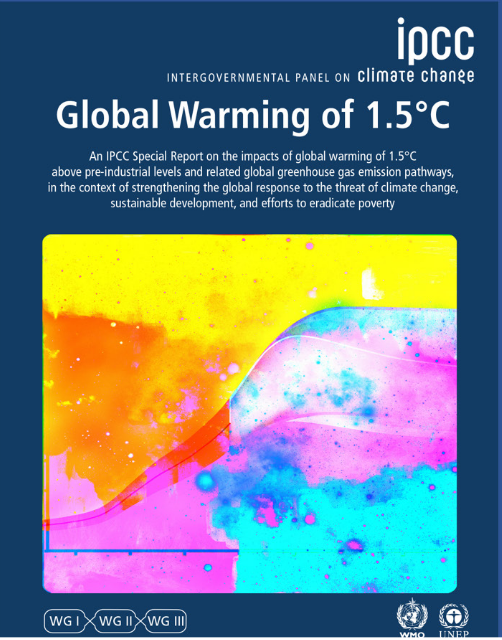 ipcc
INTERGOVERNMENTAL PANEL ON climate change
Global Warming of 1.5°C
An IPCC Special Report on the impacts of global warming of 1.5°C
above pre-industrial levels and related global greenhouse gas emission pathways,
in the context of strengthening the global response to the threat of climate change,
sustainable development, and efforts to eradicate poverty
WG I WG II WG III
WMO UNEP